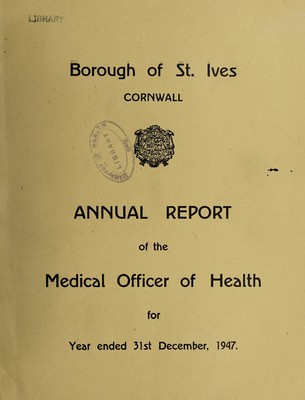 LIBRARY
Borough of St. Ives
CORNWALL
LIBRARY
ANNUAL REPORT
of the
Medical Officer of Health
for
Year ended 31st December, 1947.